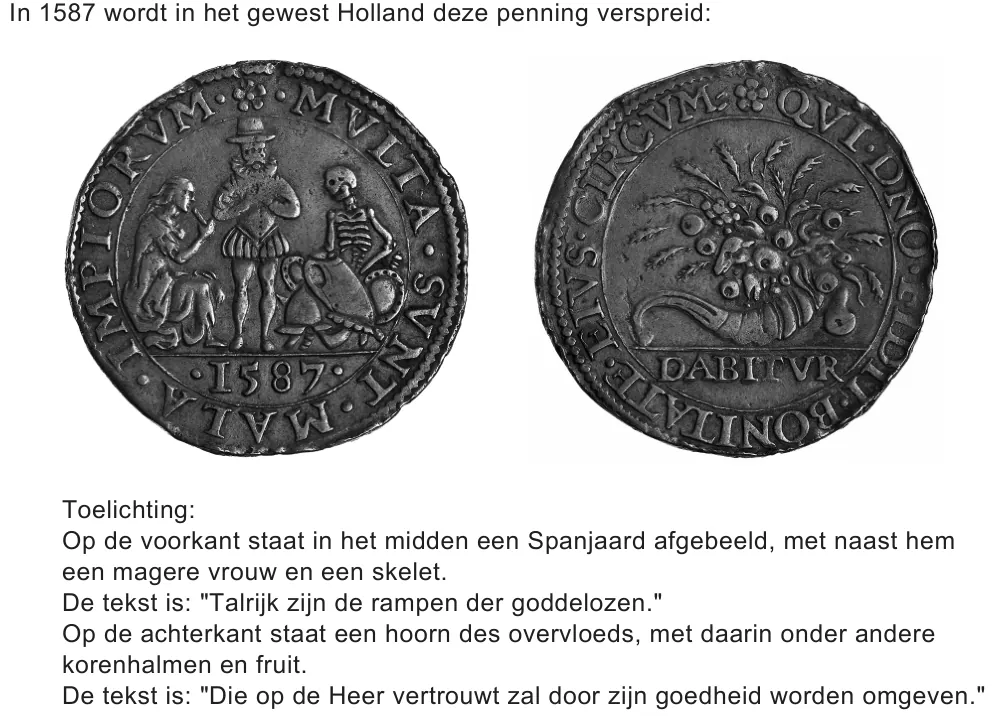 In 1587 wordt in het gewest Holland deze penning verspreid:
MVLTA · SVNT · MALA · IMPIORVM ·
· 1587 ·
QVI · DNO · FIDIT · BONITATE · EIVS · CIRCVM ·
DABITVR
Toelichting:
Op de voorkant staat in het midden een Spanjaard afgebeeld, met naast hem
een magere vrouw en een skelet.
De tekst is: "Talrijk zijn de rampen der goddelozen."
Op de achterkant staat een hoorn des overvloeds, met daarin onder andere
korenhalmen en fruit.
De tekst is: "Die op de Heer vertrouwt zal door zijn goedheid worden omgeven."